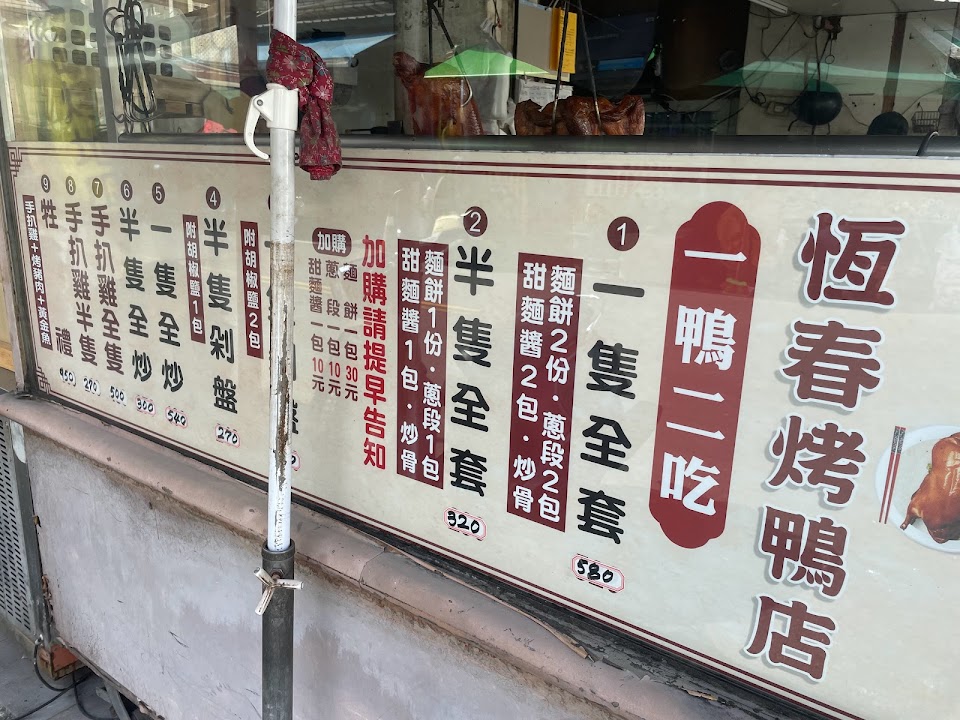 恆春烤鴨店
一鴨二吃
1
一隻全套
麵餅2份·蔥段2包
甜麵醬2包·炒骨
580
2
半隻全套
麵餅1份·蔥段1包
甜麵醬1包·炒骨
320
加購請提早告知
加購
麵餅一包30元
蔥段一包10元
甜麵醬一包10元
附胡椒鹽2包
4
半隻剁盤
附胡椒鹽1包
270
5
一隻全炒
540
6
半隻全炒
300
7
手扒雞全隻
500
8
手扒雞半隻
270
9
牲禮
手扒雞+烤豬肉+黃金魚
950